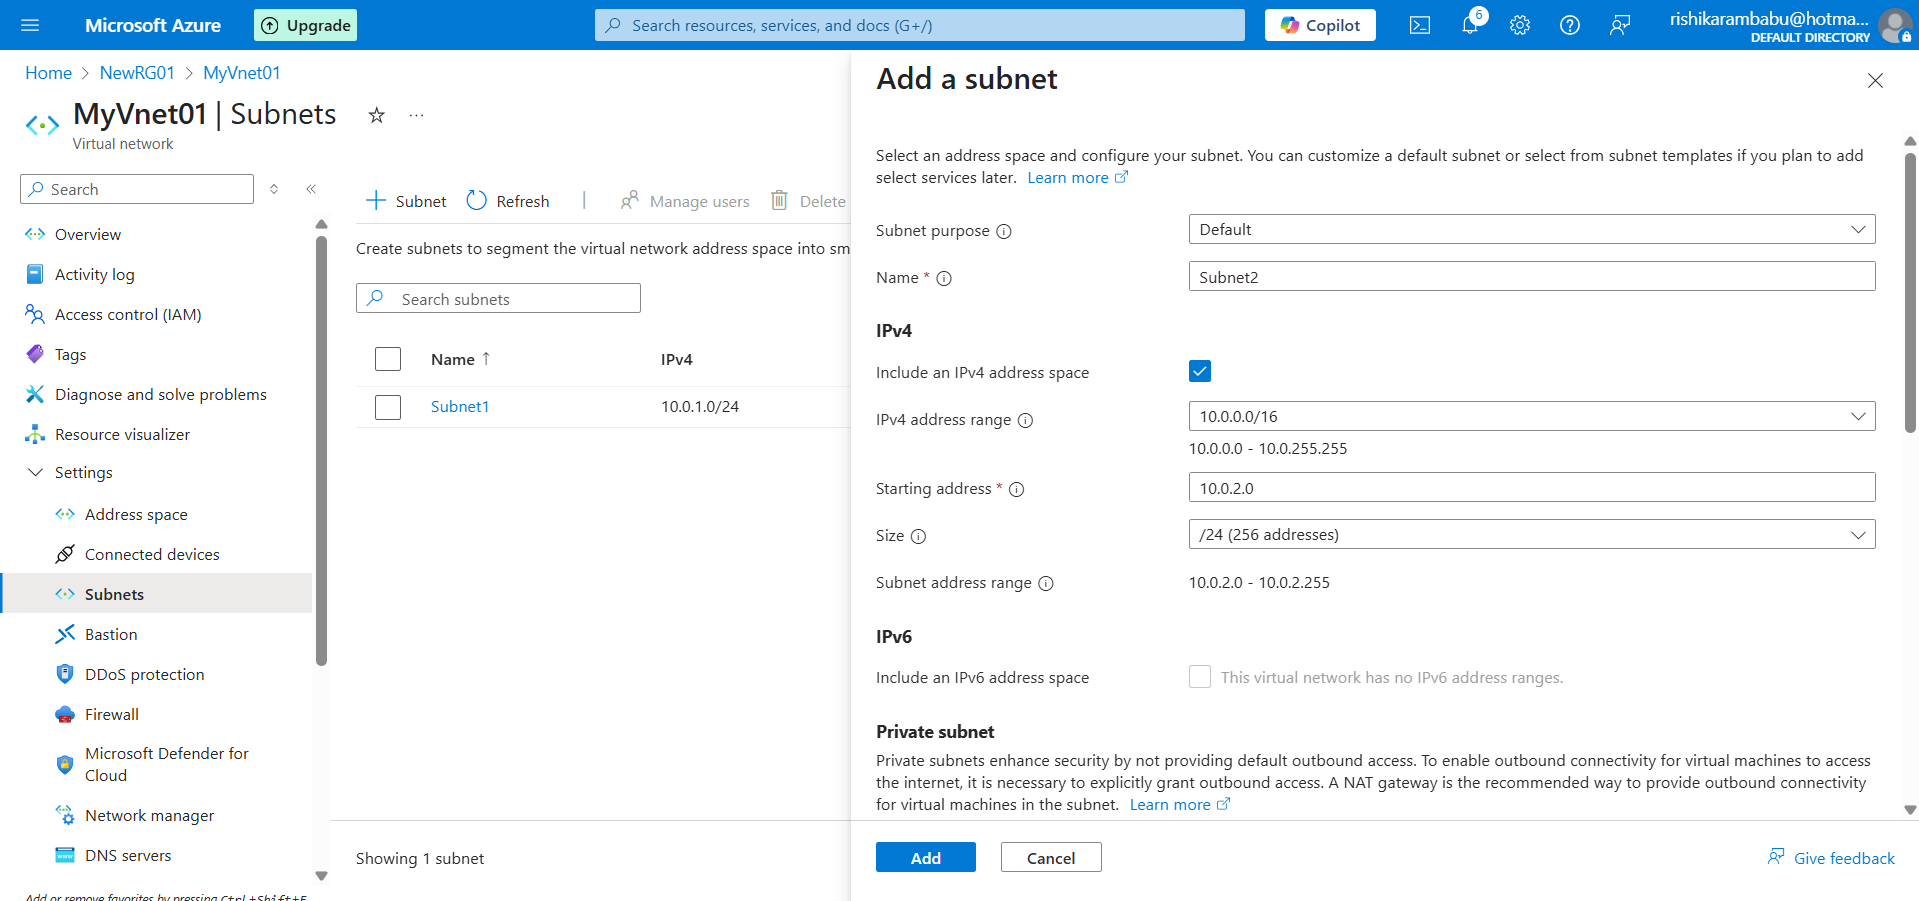 Microsoft Azure
Upgrade
Search resources, services, and docs (G+/)
Copilot
6
rishikarambabu@hotma...
DEFAULT DIRECTORY
Home > NewRG01 > MyVnet01
MyVnet01 | Subnets
Virtual network
Search
Overview
Activity log
Access control (IAM)
Tags
Diagnose and solve problems
Resource visualizer
Settings
Address space
Connected devices
Subnets
Bastion
DDoS protection
Firewall
Microsoft Defender for
Cloud
Network manager
DNS servers
Add or remove favorites by pressing Ctrl+Shift+F
Subnet
Refresh
Manage users
Delete
Create subnets to segment the virtual network address space into sm
Search subnets
Name ↑ IPv4
Subnet1 10.0.1.0/24
Showing 1 subnet
Add a subnet
Select an address space and configure your subnet. You can customize a default subnet or select from subnet templates if you plan to add
select services later. Learn more
Subnet purpose Default
Name * Subnet2
IPv4
Include an IPv4 address space
IPv4 address range 10.0.0.0/16
10.0.0.0 - 10.0.255.255
Starting address * 10.0.2.0
Size /24 (256 addresses)
Subnet address range 10.0.2.0 - 10.0.2.255
IPv6
Include an IPv6 address space This virtual network has no IPv6 address ranges.
Private subnet
Private subnets enhance security by not providing default outbound access. To enable outbound connectivity for virtual machines to access
the internet, it is necessary to explicitly grant outbound access. A NAT gateway is the recommended way to provide outbound connectivity
for virtual machines in the subnet. Learn more
Add
Cancel
Give feedback